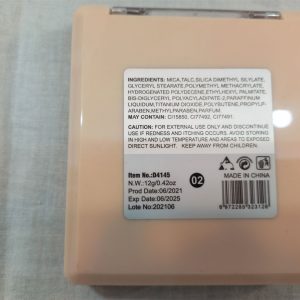 INGREDIENTS: MICA,TALC,SILICA DIMETHYL SILYLATE,
GLYCERYL STEARATE,POLYMETHYL METHACRYLATE,
HYDROGENATED POLYDECENE,ETHYLHEXYL PALMITATE,
BIS-DIGLYCERYL POLYACYLADIPATE-2,PARAFFINUM
LIQUIDUM,TITANIUM DIOXIDE,POLYBUTENE,PROPYL-
PARABEN,METHYLPARABEN,PARFUM.
MAY CONTAIN: CI15850, CI77492, CI77491.
CAUTION: FOR EXTERNAL USE ONLY AND DISCONTINUE
USE IF REDNESS AND ITCHING OCCURS. AVOID STORING
IN HIGH AND LOW TEMPERATURE AND AREAS TO EXPOSED
DIRECT SUNLIGHT. KEEP AWAY FROM CHILDREN.
Item No.:D4145
N.W.:12g/0.42oz
Prod Date:06/2021
Exp Date:06/2025
Lote No:202106
02
MADE IN CHINA